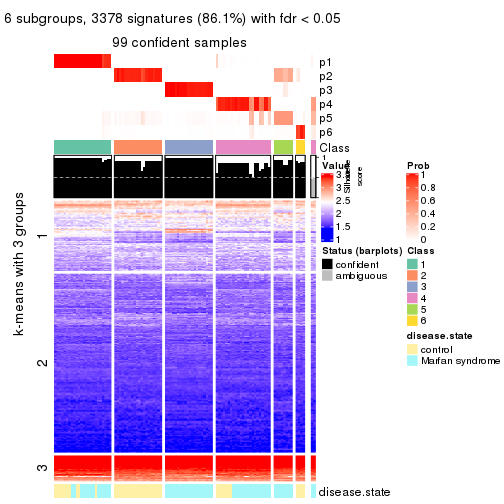 6 subgroups, 3378 signatures (86.1%) with fdr < 0.05
99 confident samples
p1
p2
p3
p4
p5
p6
Class
1
2
3
k-means with 3 groups
disease.state
Silhouette score
1
Value
3
2.5
2
1.5
1
Status (barplots)
confident
ambiguous
Prob
1
0.8
0.6
0.4
0.2
0
Class
1
2
3
4
5
6
disease.state
control
Marfan syndrome